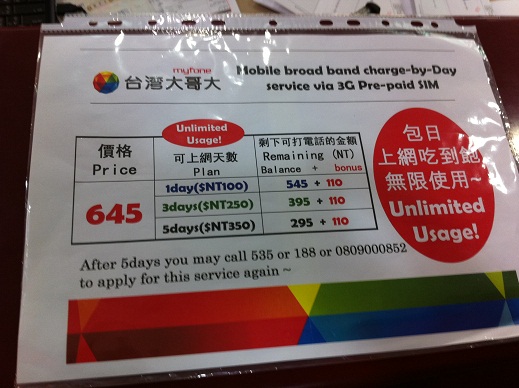 myfone
台灣大哥大
Mobile broad band charge-by-Day
service via 3G Pre-paid SIM
Unlimited
Usage!
價格
Price
可上網天數
Plan
剩下可打電話的金額
Remaining (NT)
Balance + bonus
645
1day($NT100) 545 + 110
3days($NT250) 395 + 110
5days($NT350) 295 + 110
包日
上網吃到飽
無限使用~
Unlimited
Usage!
After 5days you may call 535 or 188 or 0809000852
to apply for this service again ~